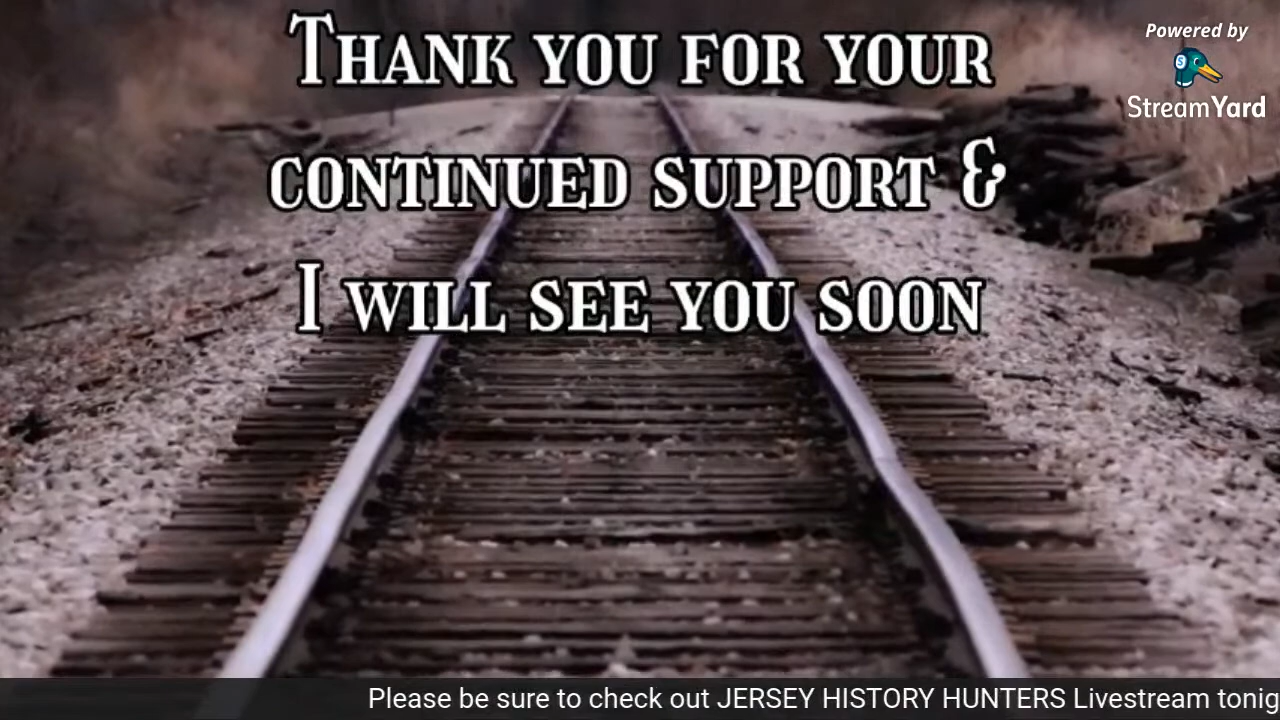 Powered by
StreamYard
Thank you for your
continued support &
I will see you soon
Please be sure to check out JERSEY HISTORY HUNTERS Livestream tonig